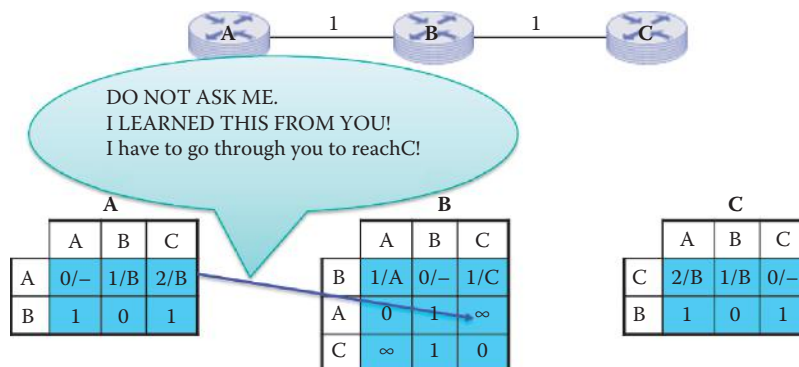 A 1 B 1 C
DO NOT ASK ME.
I LEARNED THIS FROM YOU!
I have to go through you to reachC!
A
A B C
A 0/– 1/B 2/B
B 1 0 1
B
A B C
B 1/A 0/– 1/C
A 0 1 ∞
C ∞ 1 0
C
A B C
C 2/B 1/B 0/–
B 1 0 1